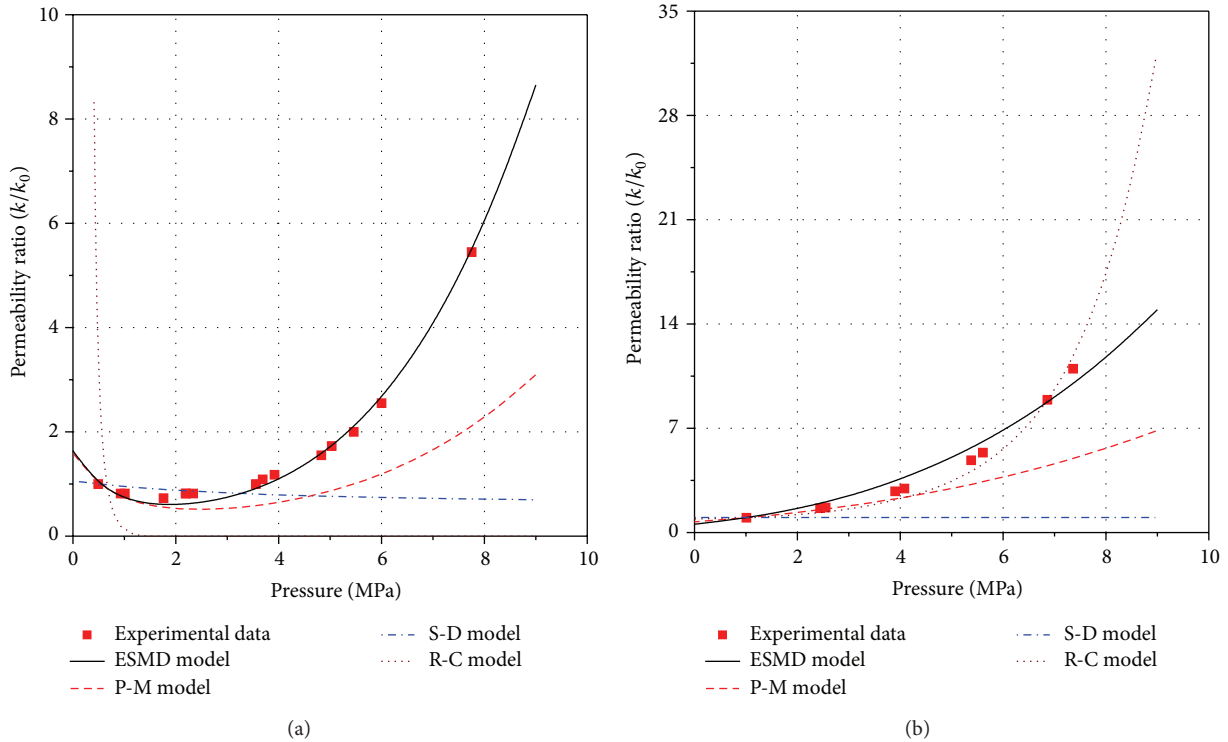 10
8
6
4
2
0
Permeability ratio (k/k0)
0 2 4 6 8 10
Pressure (MPa)
Experimental data
ESMD model
P-M model
S-D model
R-C model
(a)
35
28
21
14
7
0
Permeability ratio (k/k0)
0 2 4 6 8 10
Pressure (MPa)
Experimental data
ESMD model
P-M model
S-D model
R-C model
(b)